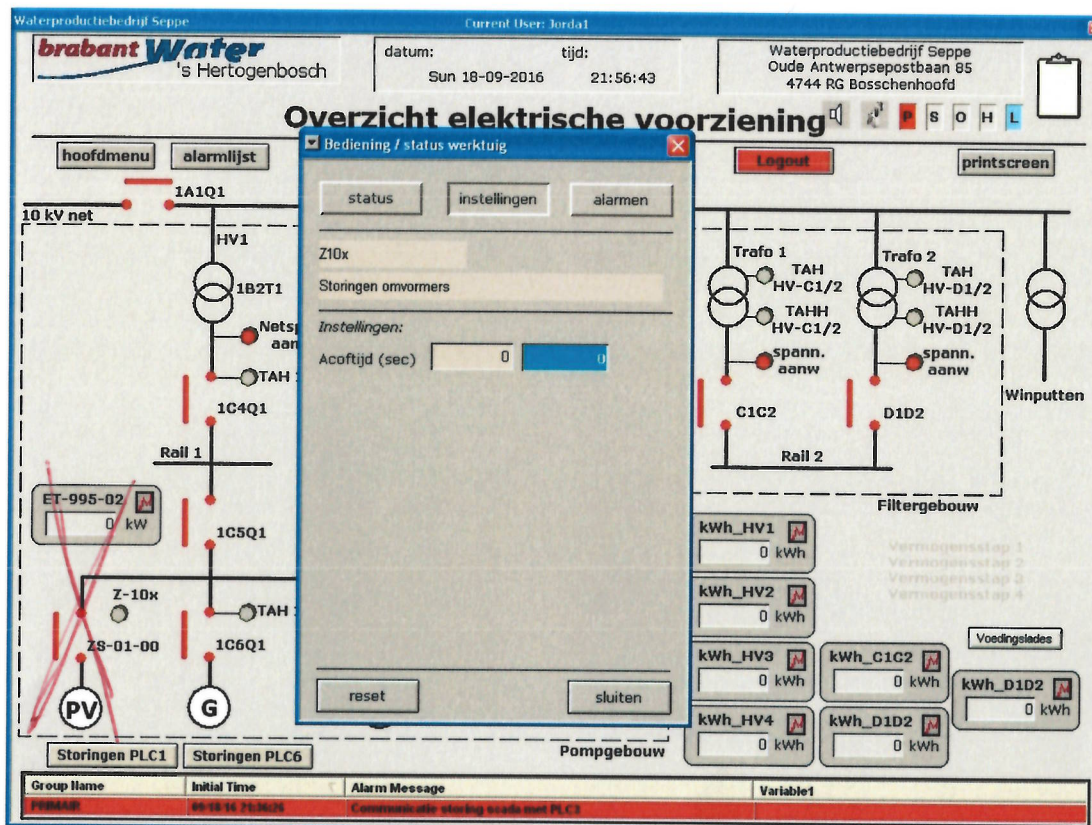 Waterproductiebedrijf Seppe
Current User: Jorda1
brabant Water
's Hertogenbosch
datum: tijd:
Sun 18-09-2016 21:56:43
Waterproductiebedrijf Seppe
Oude Antwerpsepostbaan 85
4744 RG Bosschenhoofd
Overzicht elektrische voorziening
P S O H L
hoofdmenu
alarmlijst
Logout
printscreen
Bediening / status werktuig
status
instellingen
alarmen
Z10x
Storingen omvormers
Instellingen:
Acoftijd (sec) 0 0
reset
sluiten
1A1Q1
10 kV net
HV1
1B2T1
Netsp
aan
TAH
1C4Q1
Rail 1
ET-995-02
0 kW
1C5Q1
Z-10x
TAH
ZS-01-00
1C6Q1
PV
G
Trafo 1
TAH
HV-C1/2
TAHH
HV-C1/2
spann.
aanw
C1C2
Trafo 2
TAH
HV-D1/2
TAHH
HV-D1/2
spann.
aanw
D1D2
Winputten
Rail 2
Filtergebouw
kWh_HV1
0 kWh
kWh_HV2
0 kWh
kWh_HV3
0 kWh
kWh_HV4
0 kWh
kWh_C1C2
0 kWh
kWh_D1D2
0 kWh
Vermogensstap 1
Vermogensstap 2
Vermogensstap 3
Vermogensstap 4
Voedingslades
kWh_D1D2
0 kWh
Storingen PLC1
Storingen PLC6
Pompgebouw
Group Name Initial Time Alarm Message Variable1
PRIMAIR Communicatie storing scada met PLC3